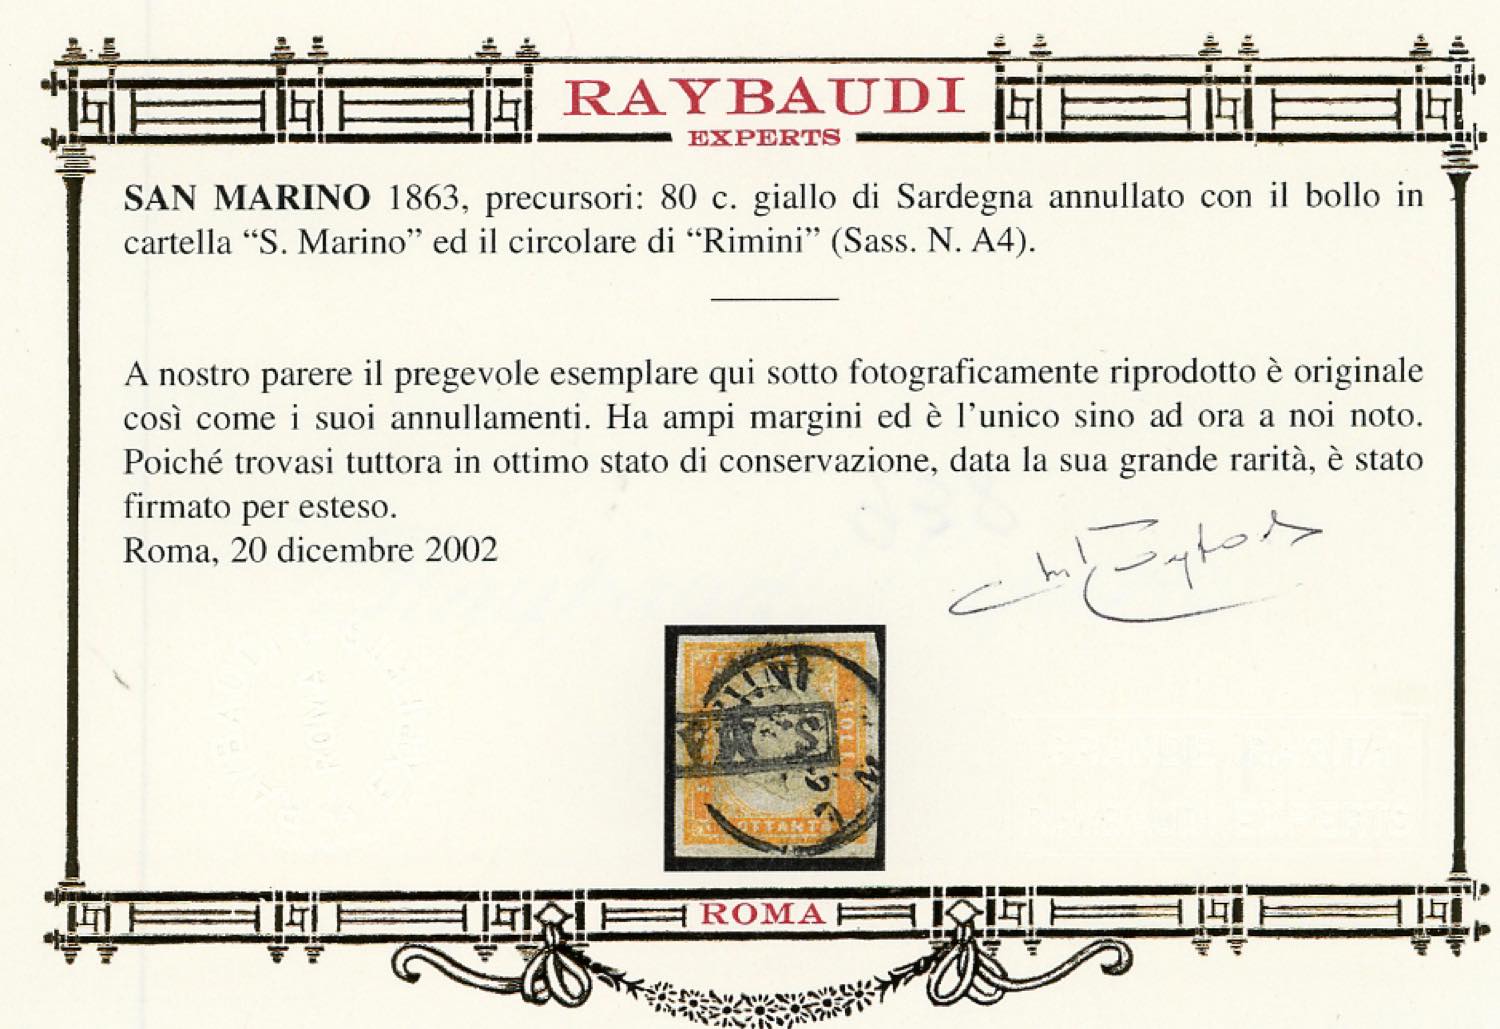 RAYBAUDI
EXPERTS
SAN MARINO 1863, precursori: 80 c. giallo di Sardegna annullato con il bollo in
cartella “S. Marino” ed il circolare di “Rimini” (Sass. N. A4).
A nostro parere il pregevole esemplare qui sotto fotograficamente riprodotto è originale
così come i suoi annullamenti. Ha ampi margini ed è l’unico sino ad ora a noi noto.
Poiché trovasi tuttora in ottimo stato di conservazione, data la sua grande rarità, è stato
firmato per esteso.
Roma, 20 dicembre 2002
ROMA